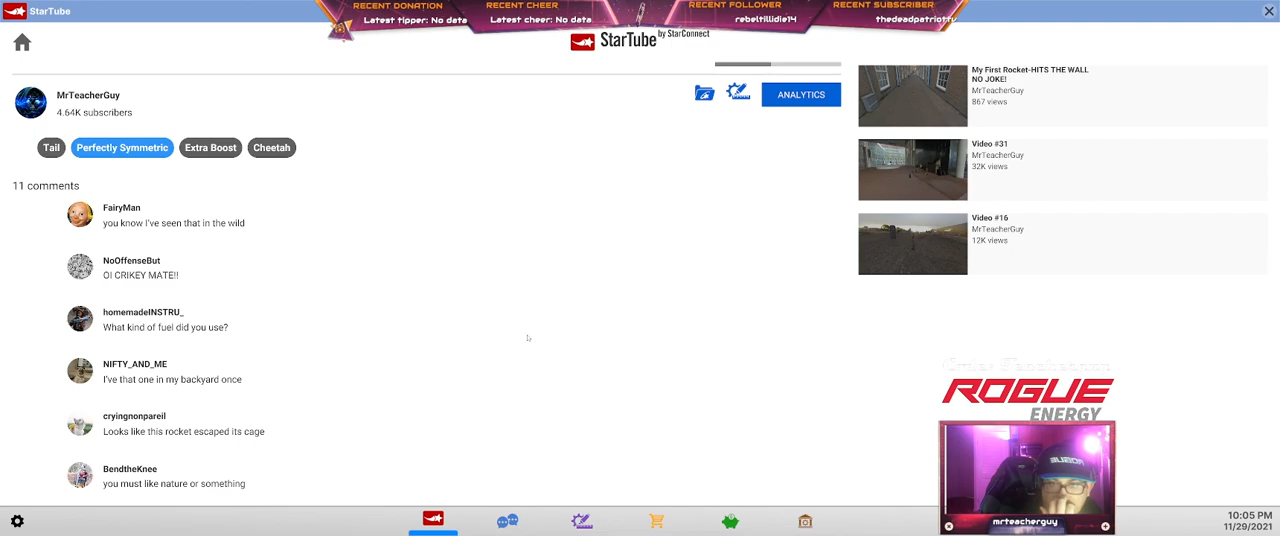 StarTube
RECENT DONATION
Latest tipper: No data
RECENT CHEER
Latest cheer: No data
RECENT FOLLOWER
rebeltillidie14
RECENT SUBSCRIBER
thedeadpatriottv
StarTube by StarConnect
MrTeacherGuy
4.64K subscribers
ANALYTICS
Tail
Perfectly Symmetric
Extra Boost
Cheetah
11 comments
FairyMan
you know I've seen that in the wild
NoOffenseBut
OI CRIKEY MATE!!
homemadeINSTRU_
What kind of fuel did you use?
NIFTY_AND_ME
I've that one in my backyard once
cryingnonpareil
Looks like this rocket escaped its cage
BendtheKnee
you must like nature or something
My First Rocket-HITS THE WALL
NO JOKE!
MrTeacherGuy
867 views
Video #31
MrTeacherGuy
32K views
Video #16
MrTeacherGuy
12K views
ROGUE
ENERGY
mrteacherguy
10:05 PM
11/29/2021